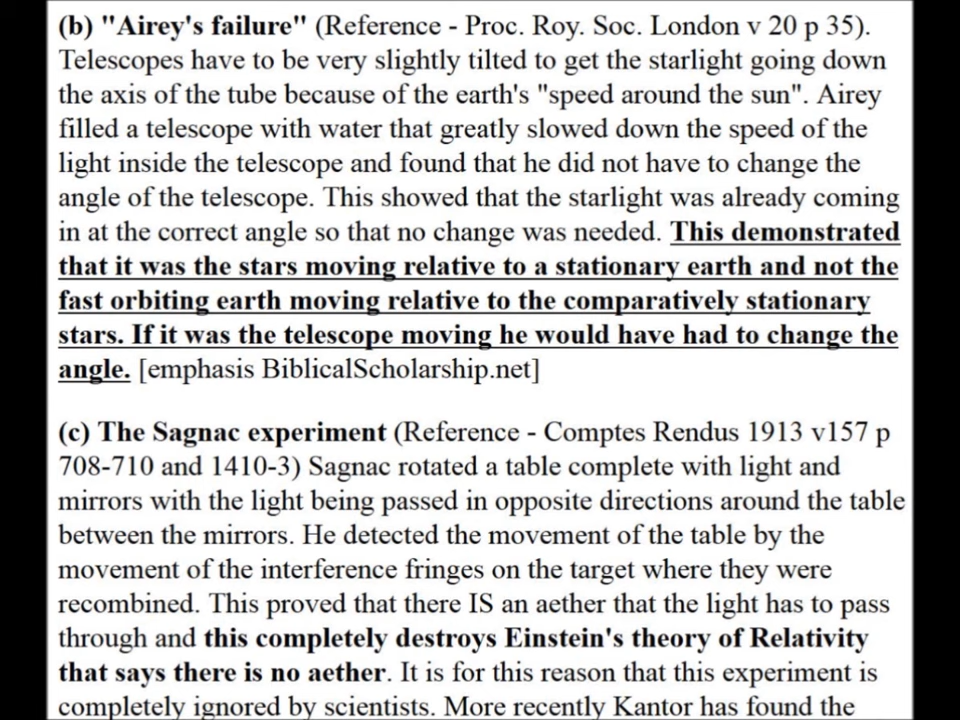 (b) "Airey's failure" (Reference - Proc. Roy. Soc. London v 20 p 35).
Telescopes have to be very slightly tilted to get the starlight going down
the axis of the tube because of the earth's "speed around the sun". Airey
filled a telescope with water that greatly slowed down the speed of the
light inside the telescope and found that he did not have to change the
angle of the telescope. This showed that the starlight was already coming
in at the correct angle so that no change was needed. This demonstrated
that it was the stars moving relative to a stationary earth and not the
fast orbiting earth moving relative to the comparatively stationary
stars. If it was the telescope moving he would have had to change the
angle. [emphasis BiblicalScholarship.net]
(c) The Sagnac experiment (Reference - Comptes Rendus 1913 v157 p
708-710 and 1410-3) Sagnac rotated a table complete with light and
mirrors with the light being passed in opposite directions around the table
between the mirrors. He detected the movement of the table by the
movement of the interference fringes on the target where they were
recombined. This proved that there IS an aether that the light has to pass
through and this completely destroys Einstein's theory of Relativity
that says there is no aether. It is for this reason that this experiment is
completely ignored by scientists. More recently Kantor has found the